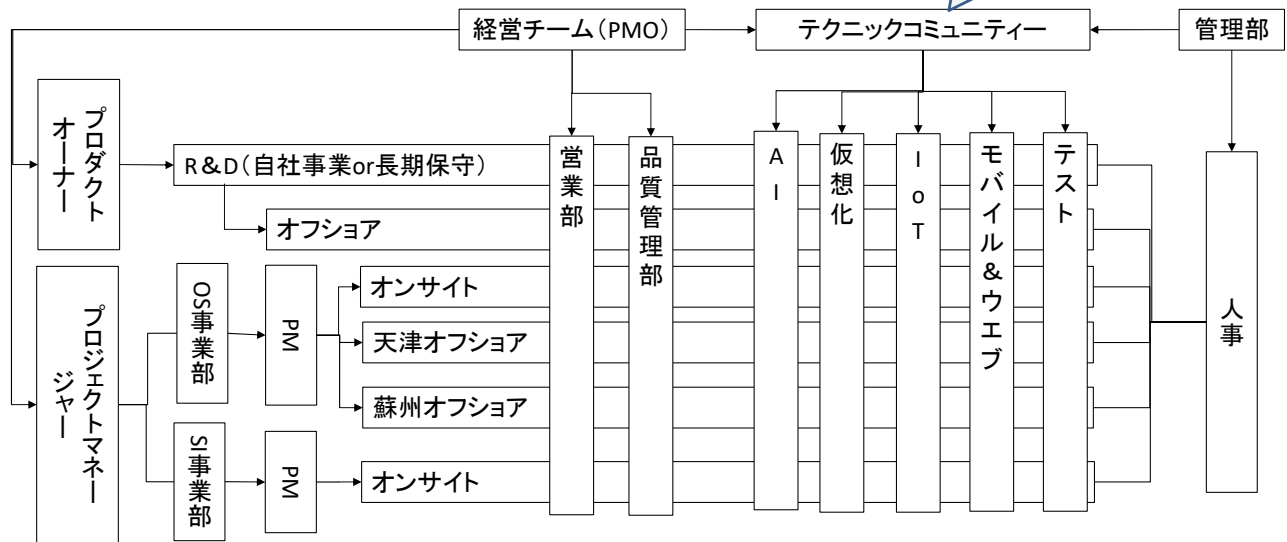 経営チーム（PMO）
テクニックコミュニティー
管理部
プロダクト
オーナー
R＆D（自社事業or長期保守）
オフショア
営業部
品質管理部
AI
仮想化
IoT
モバイル＆ウエブ
テスト
人事
プロジェクトマネー
ジャー
OS事業部
PM
オンサイト
天津オフショア
蘇州オフショア
SI事業部
PM
オンサイト